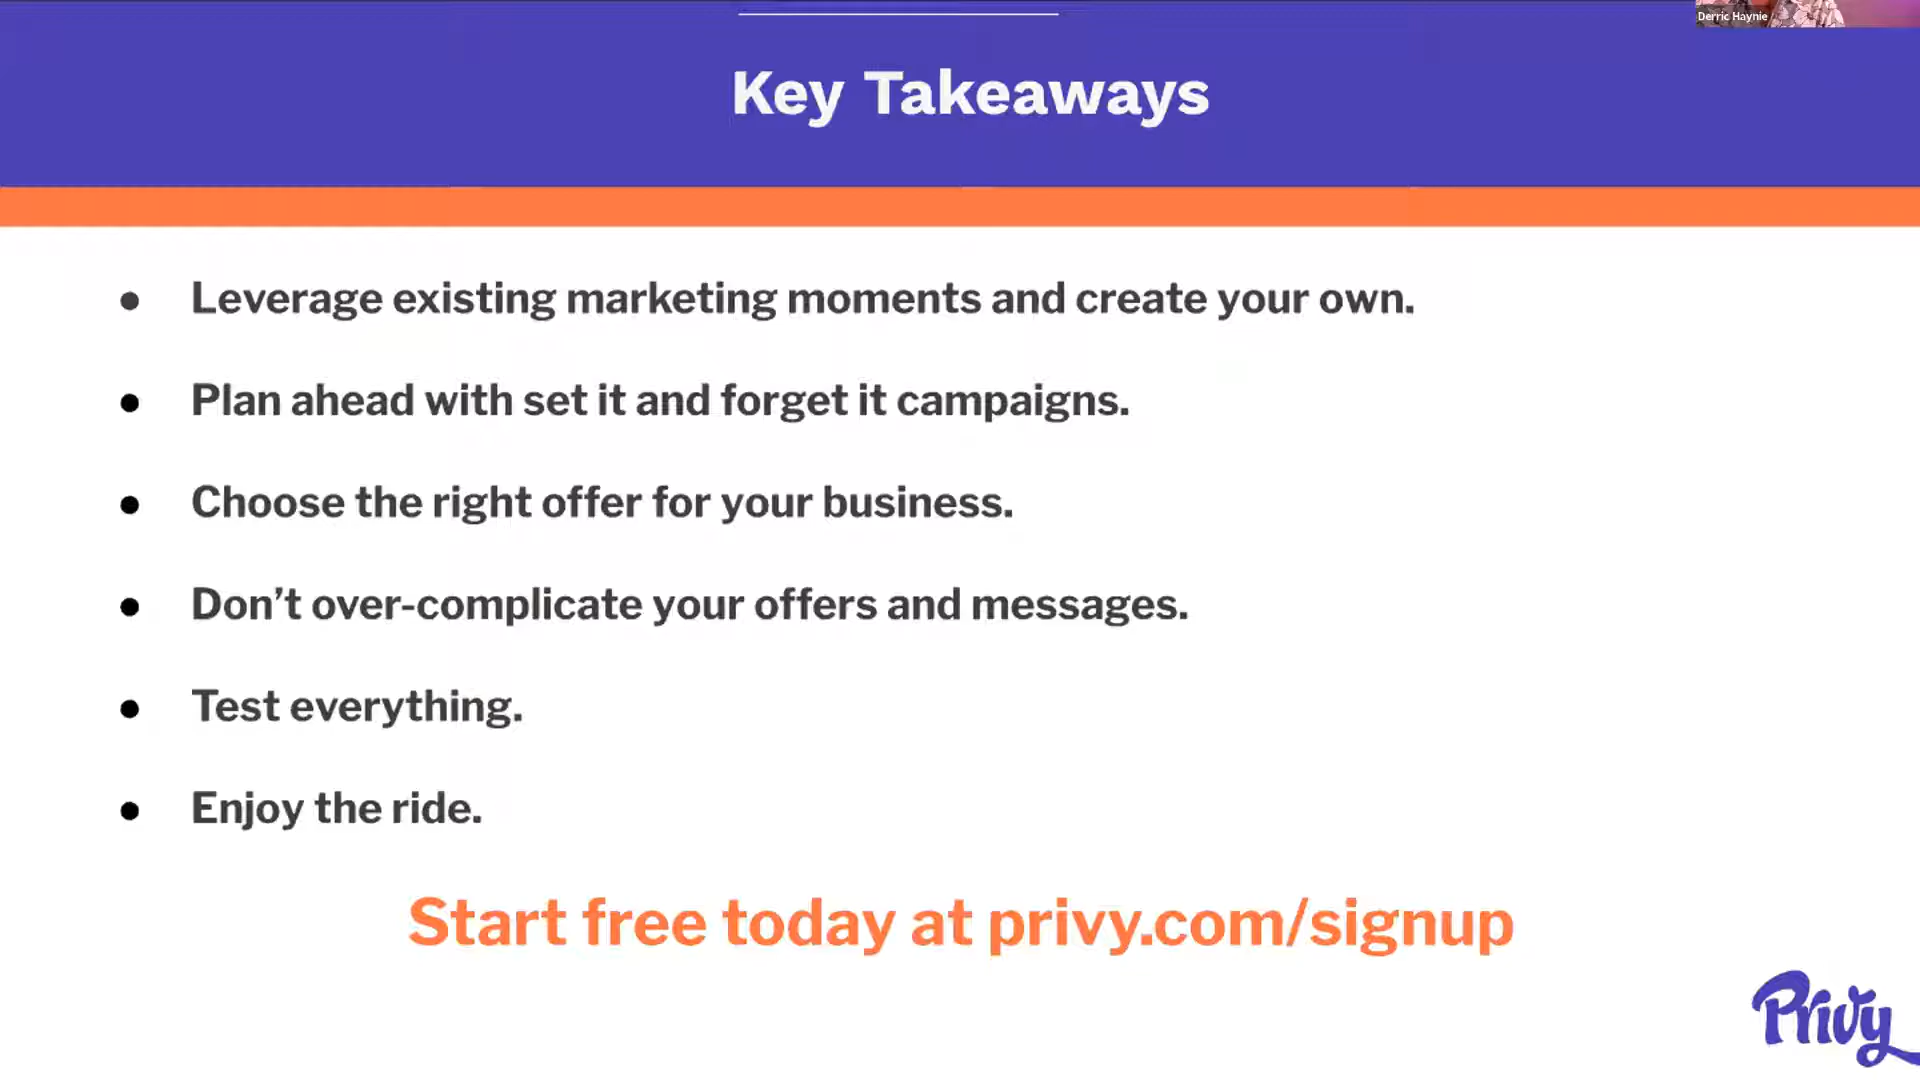 Derric Haynie
Key Takeaways
● Leverage existing marketing moments and create your own.
● Plan ahead with set it and forget it campaigns.
● Choose the right offer for your business.
● Don’t over-complicate your offers and messages.
● Test everything.
● Enjoy the ride.
Start free today at privy.com/signup
Privy